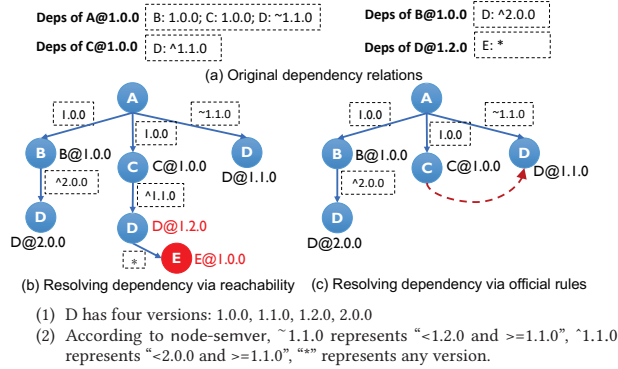 Deps of A@1.0.0 B: 1.0.0; C: 1.0.0; D: ~1.1.0
Deps of B@1.0.0 D: ^2.0.0
Deps of C@1.0.0 D: ^1.1.0
Deps of D@1.2.0 E: *
(a) Original dependency relations
A
1.0.0
~1.1.0
1.0.0
B
B@1.0.0
C
C@1.0.0
D
D@1.1.0
^2.0.0
^1.1.0
D
D@2.0.0
D
D@1.2.0
*
E
E@1.0.0
(b) Resolving dependency via reachability
A
1.0.0
~1.1.0
1.0.0
B
B@1.0.0
C
C@1.0.0
D
D@1.1.0
^2.0.0
D
D@2.0.0
(c) Resolving dependency via official rules
(1) D has four versions: 1.0.0, 1.1.0, 1.2.0, 2.0.0
(2) According to node-semver, ~1.1.0 represents “<1.2.0 and >=1.1.0”, ^1.1.0
represents “<2.0.0 and >=1.1.0”, “*” represents any version.